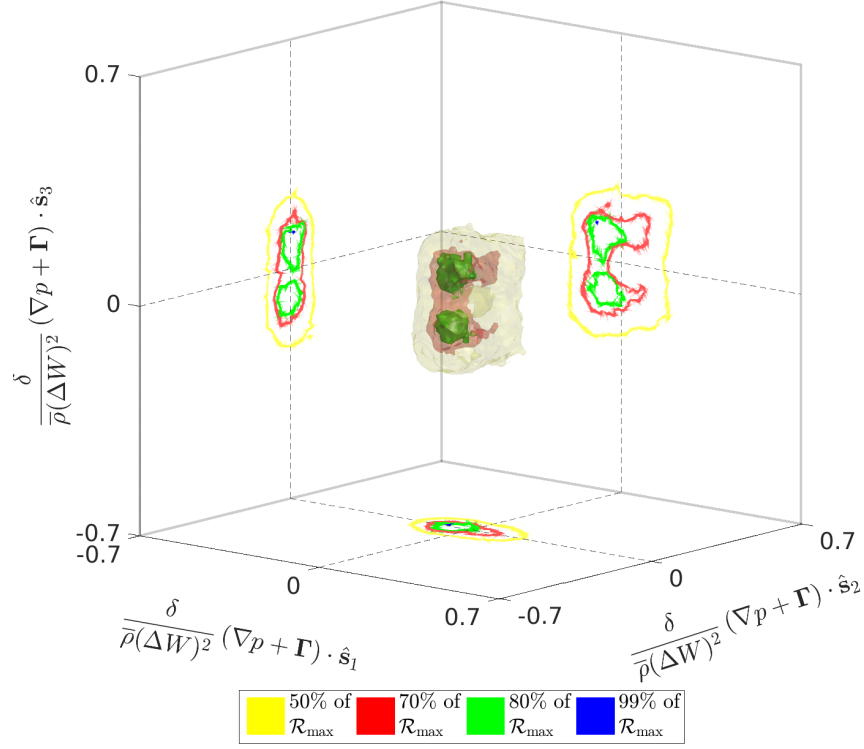 0.7
0
-0.7
δ / ρ̅(ΔW)² (∇p + Γ) · ŝ₃
-0.7
0
0.7
δ / ρ̅(ΔW)² (∇p + Γ) · ŝ₁
-0.7
0
0.7
δ / ρ̅(ΔW)² (∇p + Γ) · ŝ₂
50% of 70% of 80% of 99% of
ℛmax ℛmax ℛmax ℛmax